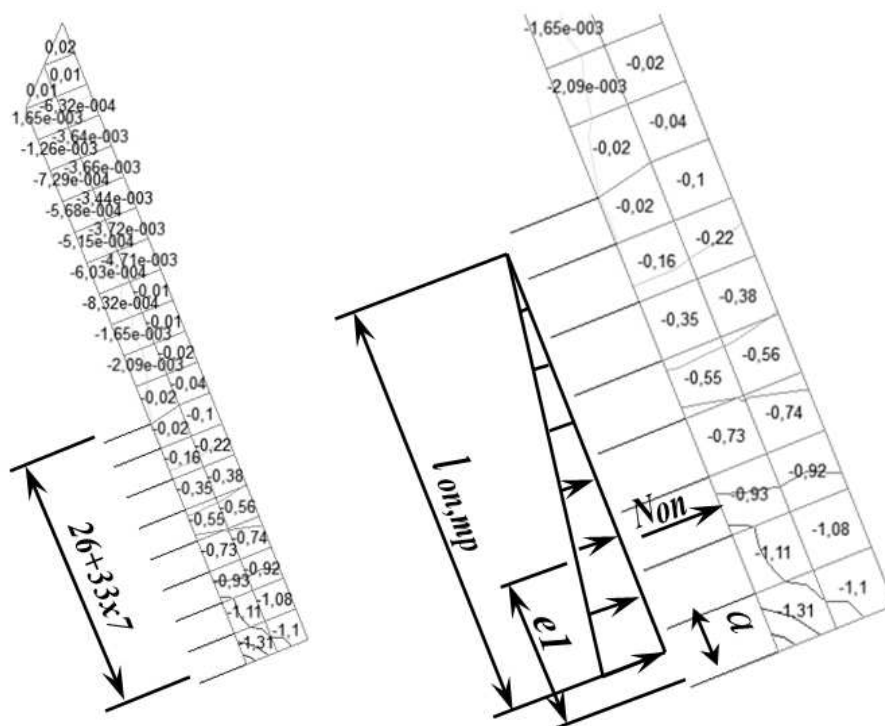 0,02
0,01
0,01
-6,32e-004
1,65e-003
-3,64e-003
-1,26e-003
-3,66e-003
-7,29e-004
-3,44e-003
-5,68e-004
-3,72e-003
-5,15e-004
-4,71e-003
-6,03e-004
-0,01
-8,32e-004
-0,01
-1,65e-003
-0,02
-2,09e-003
-0,04
-0,02
-0,1
-0,02
-0,22
-0,16
-0,38
-0,35
-0,56
-0,55
-0,74
-0,73
-0,92
-0,93
-1,08
-1,11
-1,1
-1,31
26+33x7
-1,65e-003
-0,02
-2,09e-003
-0,04
-0,02
-0,1
-0,02
-0,22
-0,16
-0,38
-0,35
-0,56
-0,55
-0,74
-0,73
-0,92
-0,93
-1,08
-1,11
-1,1
-1,31
l on,mp
Non
e1
a